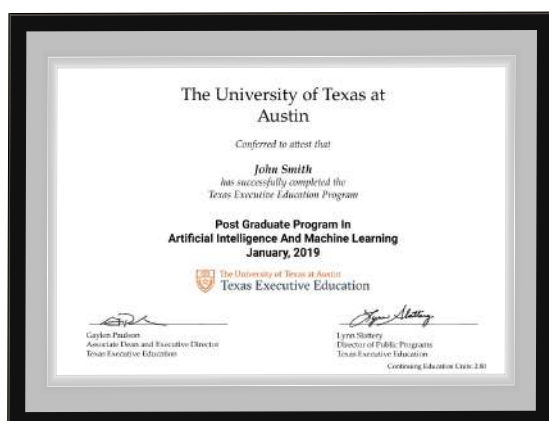 The University of Texas at
Austin
Conferred to attest that
John Smith
has successfully completed the
Texas Executive Education Program
Post Graduate Program In
Artificial Intelligence And Machine Learning
January, 2019
The University of Texas at Austin
Texas Executive Education
Gaylen Paulson
Associate Dean and Executive Director
Texas Executive Education
Lynn Slattery
Lynn Slattery
Director of Public Programs
Texas Executive Education
Continuing Education Units: 2.80